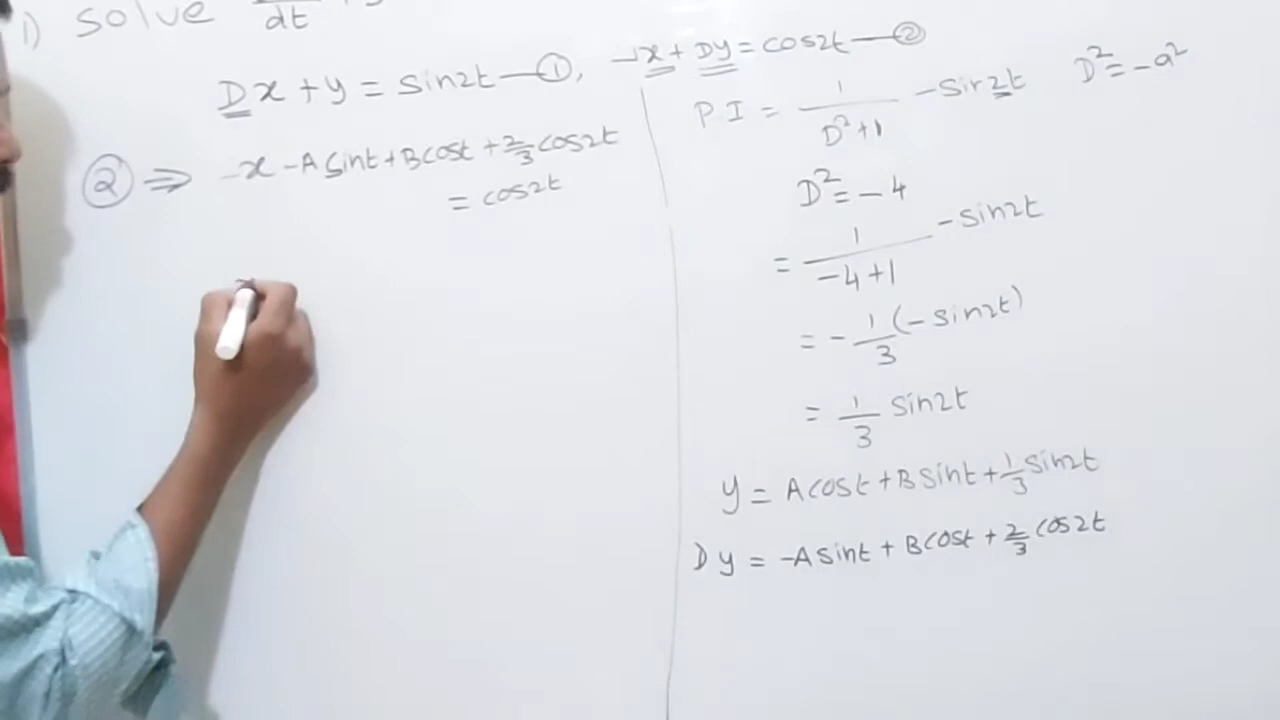 1) Solve dt
Dx + y = sin2t — ①, -x + Dy = cos2t — ②
② ⇒ -x - A sint + B cost + 2/3 cos2t
= cos2t
PI = 1/(D²+1) - sin2t D² = -a²
D² = -4
= 1/(-4+1) - sin2t
= - 1/3 (- sin2t)
= 1/3 sin2t
y = A cost + B sint + 1/3 sin2t
Dy = -A sint + B cost + 2/3 cos2t